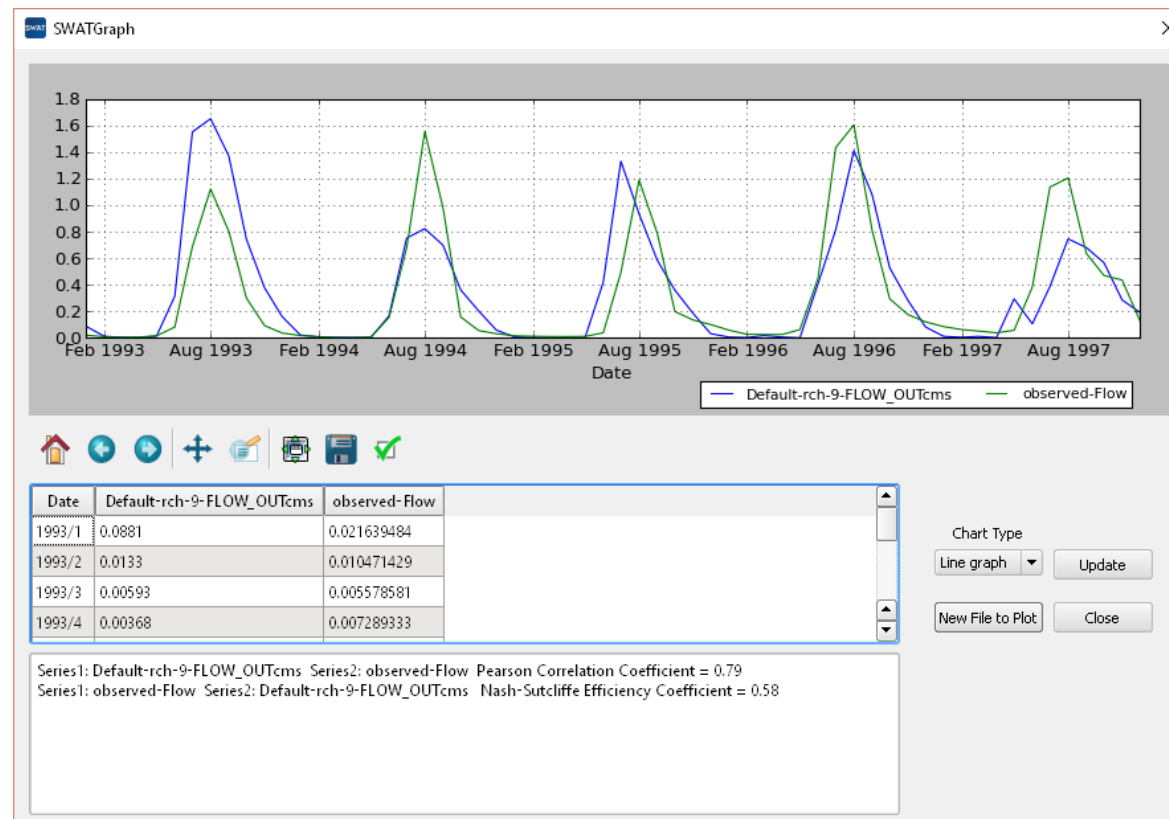 SWAT SWATGraph
1.8
1.6
1.4
1.2
1.0
0.8
0.6
0.4
0.2
0.0
Feb 1993 Aug 1993 Feb 1994 Aug 1994 Feb 1995 Aug 1995 Feb 1996 Aug 1996 Feb 1997 Aug 1997
Date
Default-rch-9-FLOW_OUTcms observed-Flow
Date Default-rch-9-FLOW_OUTcms observed-Flow
1993/1 0.0881 0.021639484
1993/2 0.0133 0.010471429
1993/3 0.00593 0.005578581
1993/4 0.00368 0.007289333
Chart Type
Line graph Update
New File to Plot Close
Series1: Default-rch-9-FLOW_OUTcms Series2: observed-Flow Pearson Correlation Coefficient = 0.79
Series1: observed-Flow Series2: Default-rch-9-FLOW_OUTcms Nash-Sutcliffe Efficiency Coefficient = 0.58